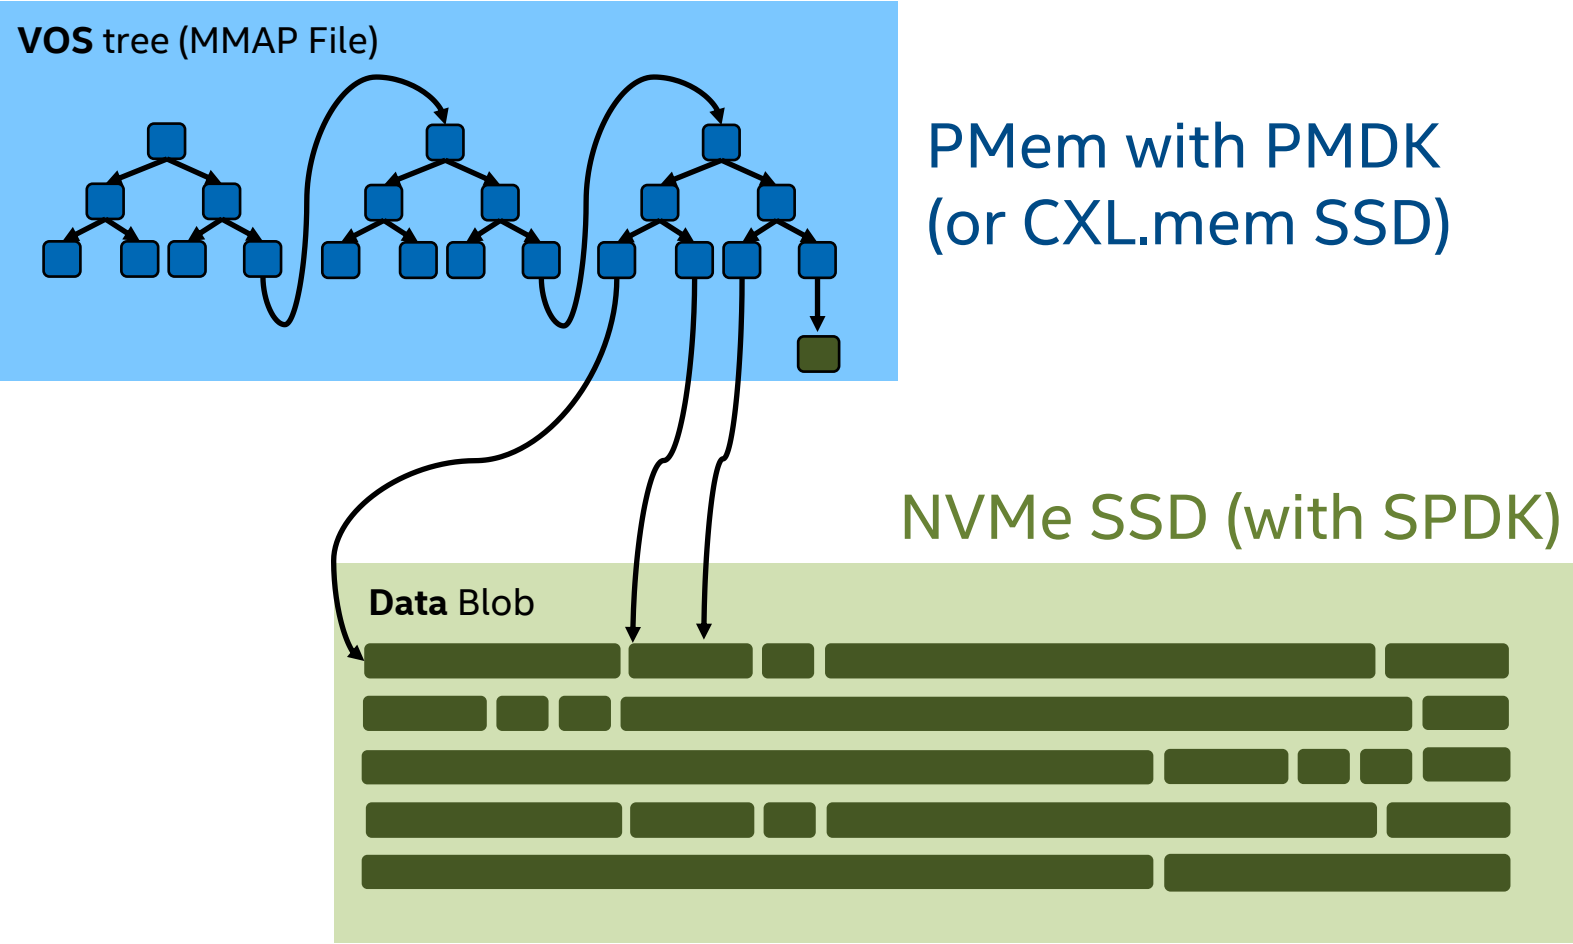 VOS tree (MMAP File)
PMem with PMDK
(or CXL.mem SSD)
NVMe SSD (with SPDK)
Data Blob